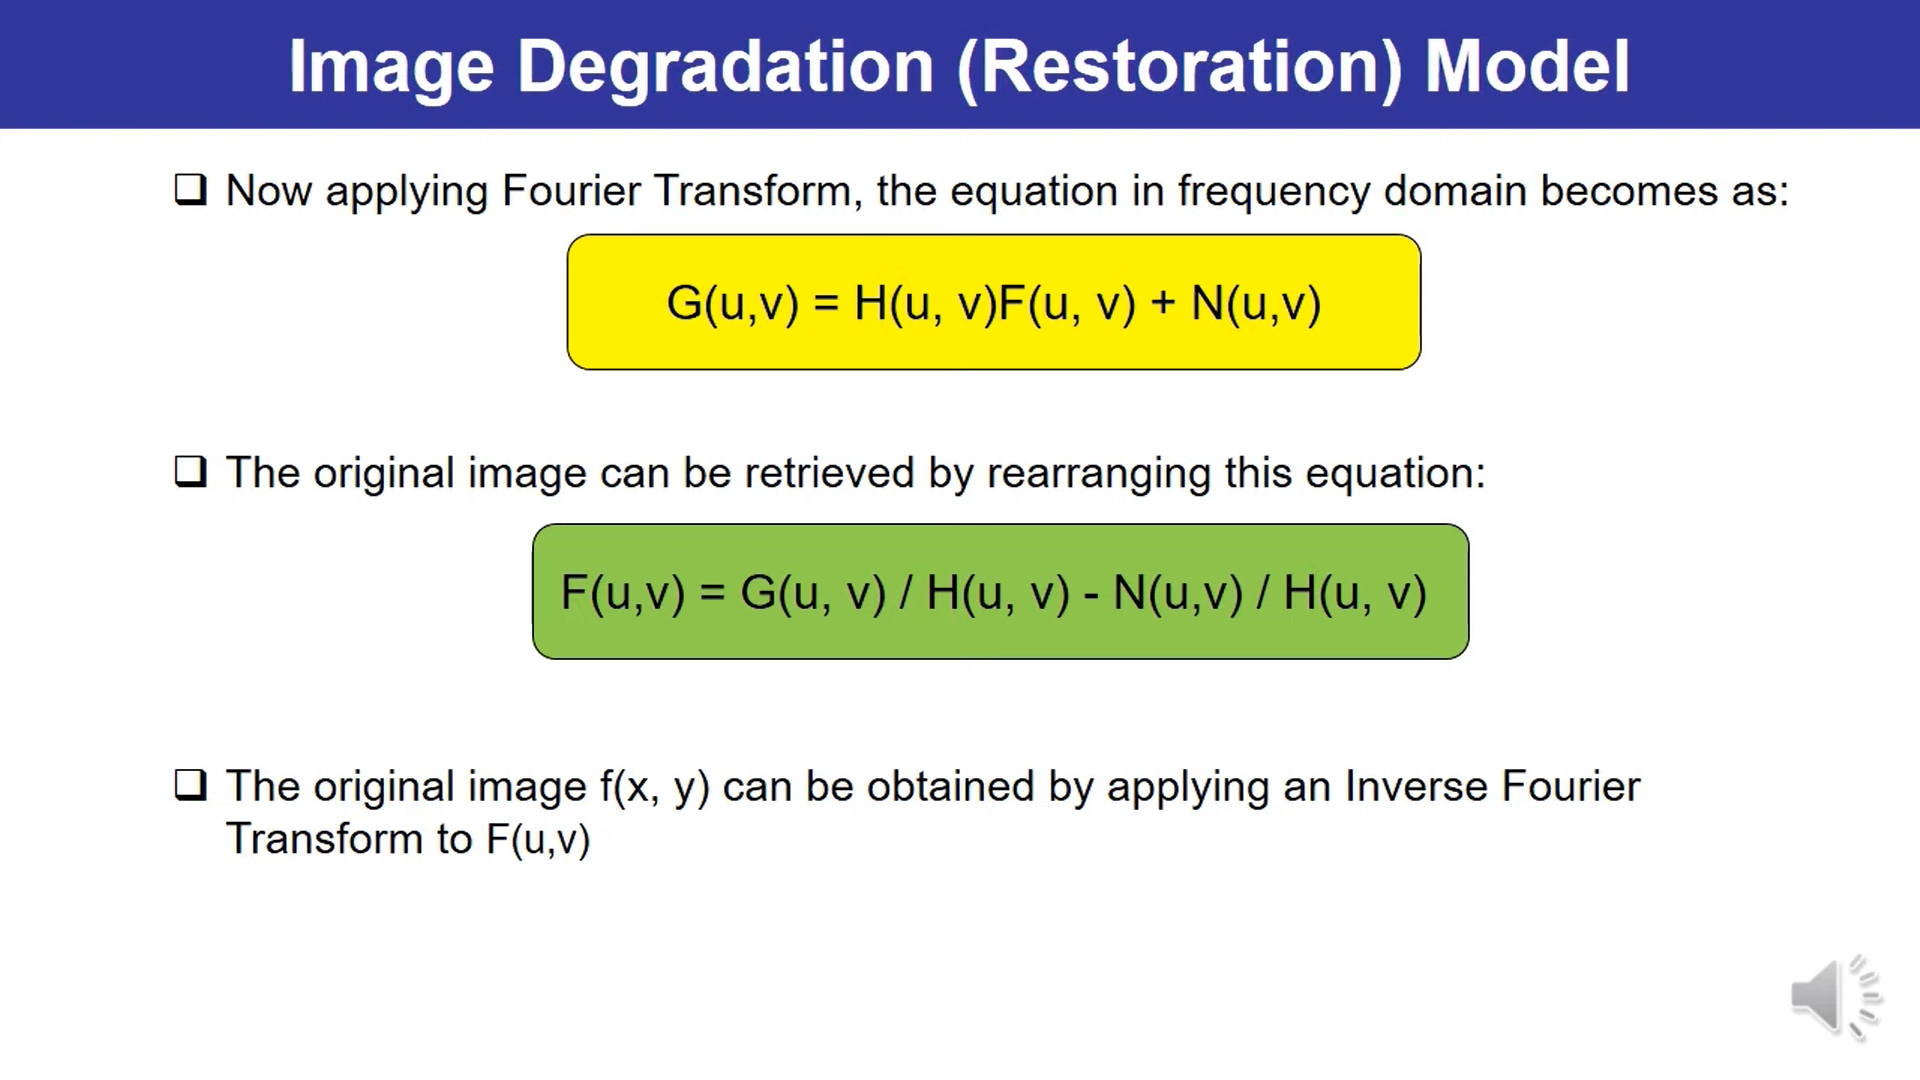 Image Degradation (Restoration) Model
Now applying Fourier Transform, the equation in frequency domain becomes as:
G(u,v) = H(u, v)F(u, v) + N(u,v)
The original image can be retrieved by rearranging this equation:
F(u,v) = G(u, v) / H(u, v) - N(u,v) / H(u, v)
The original image f(x, y) can be obtained by applying an Inverse Fourier
Transform to F(u,v)